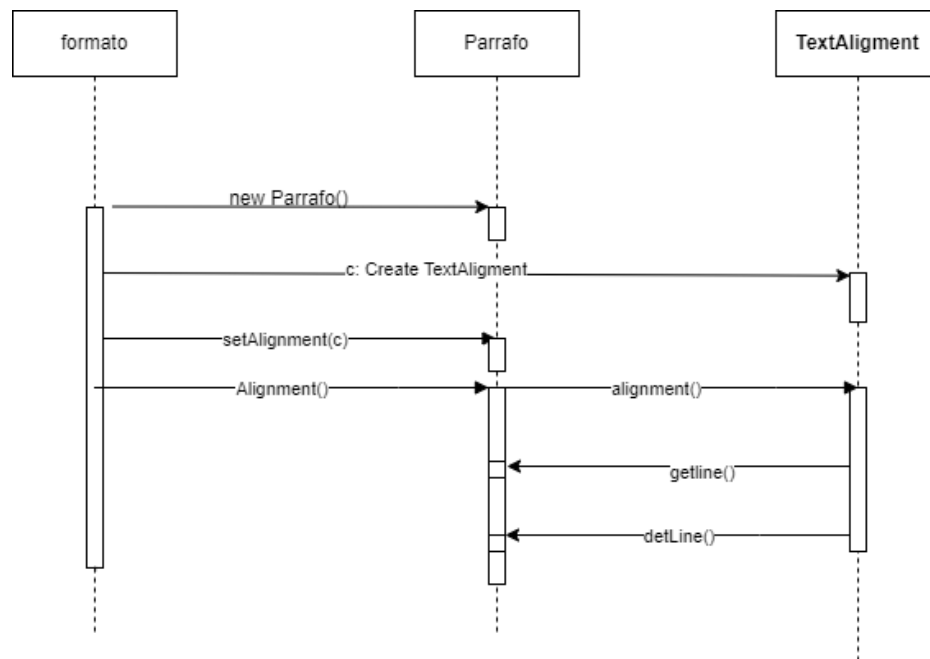 formato
Parrafo
TextAligment
new Parrafo()
c: Create TextAligment
setAlignment(c)
Alignment()
alignment()
getline()
detLine()